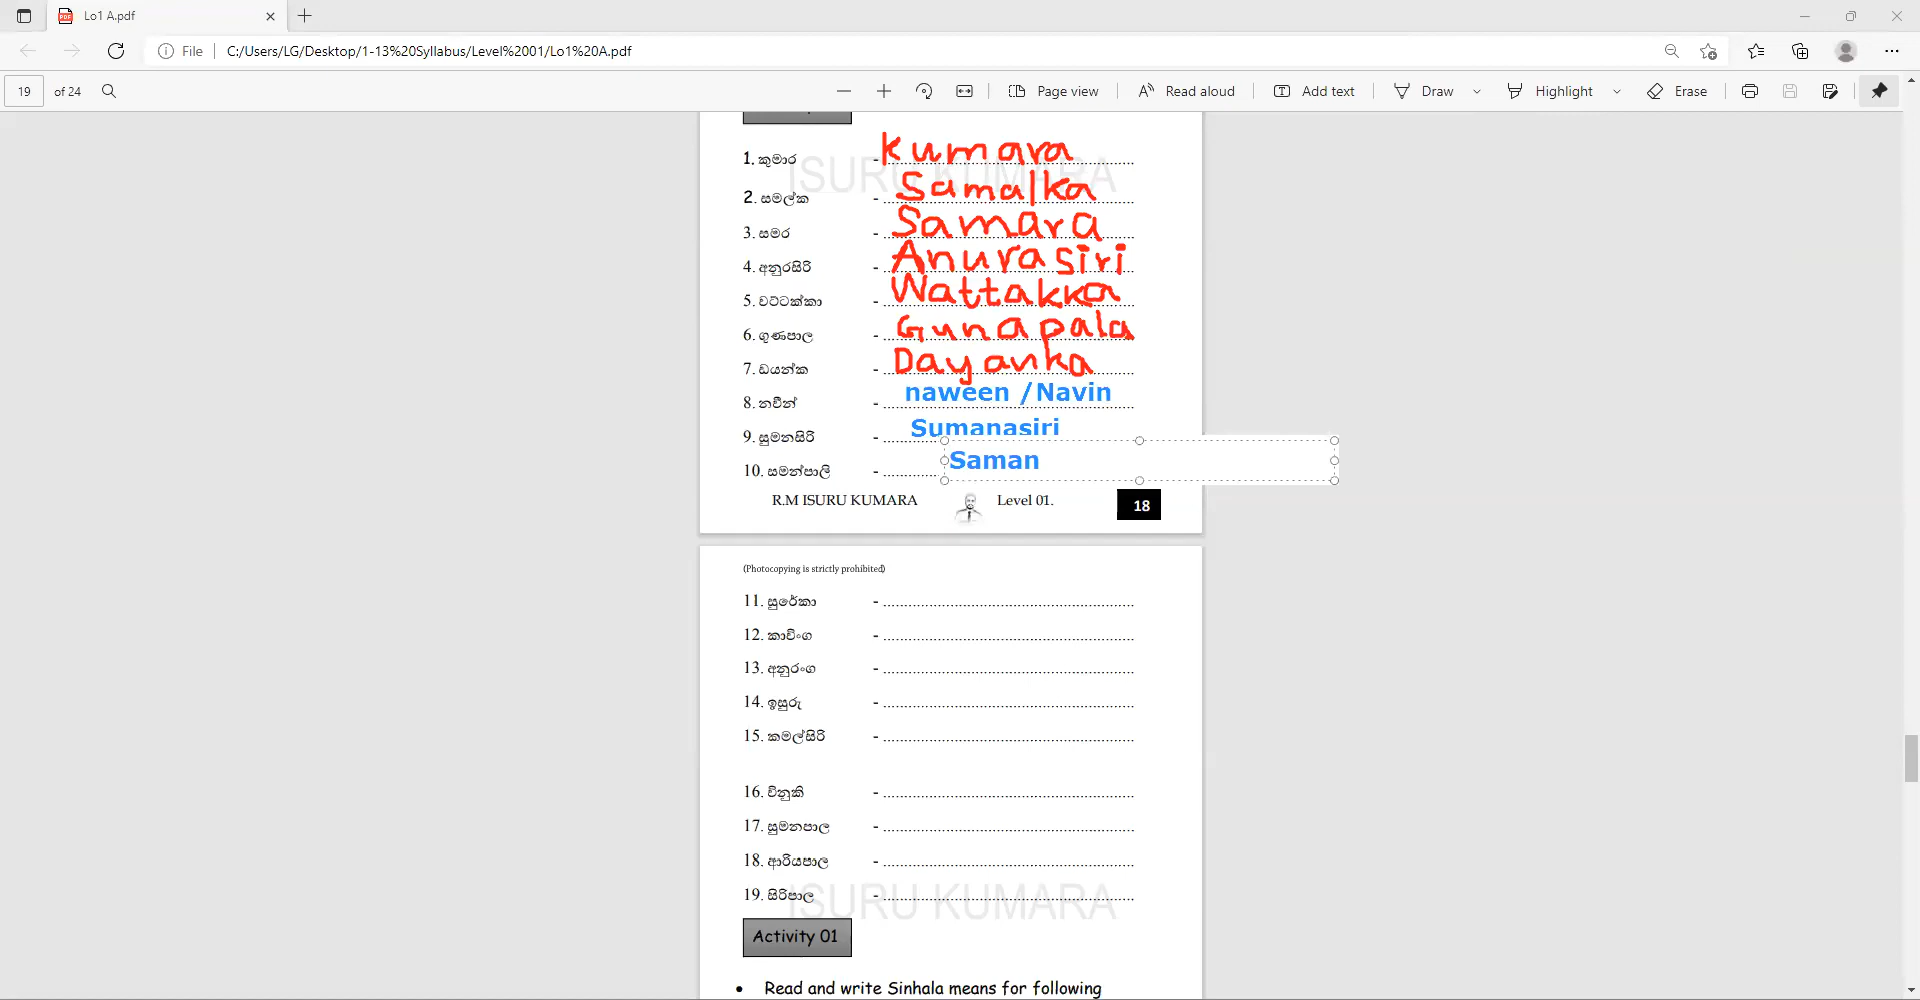 Lo1 A.pdf
File C:/Users/LG/Desktop/1-13%20Syllabus/Level%2001/Lo1%20A.pdf
19 of 24 Page view Read aloud Add text Draw Highlight Erase
ISURU KUMARA
1. කුමාර - Kumara
2. සමල්ක - Samalka
3. සමර - Samara
4. අනුරසිරි - Anurasiri
5. වට්ටක්කා - Wattakka
6. ගුණපාල - Gunapala
7. ඩයන්ක - Dayanka
8. නවීන් - naween /Navin
9. සුමනසිරි - Sumanasiri
10. සමන්පාලි - Saman
R.M ISURU KUMARA Level 01. 18
(Photocopying is strictly prohibited)
11. සුරේකා -
12. කාවිංග -
13. අනුරංග -
14. ඉසුරු -
15. කමල්සිරි -
16. විනුකි -
17. සුමනපාල -
18. ආරියපාල -
19. සිරිපාල -
ISURU KUMARA
Activity 01
• Read and write Sinhala means for following